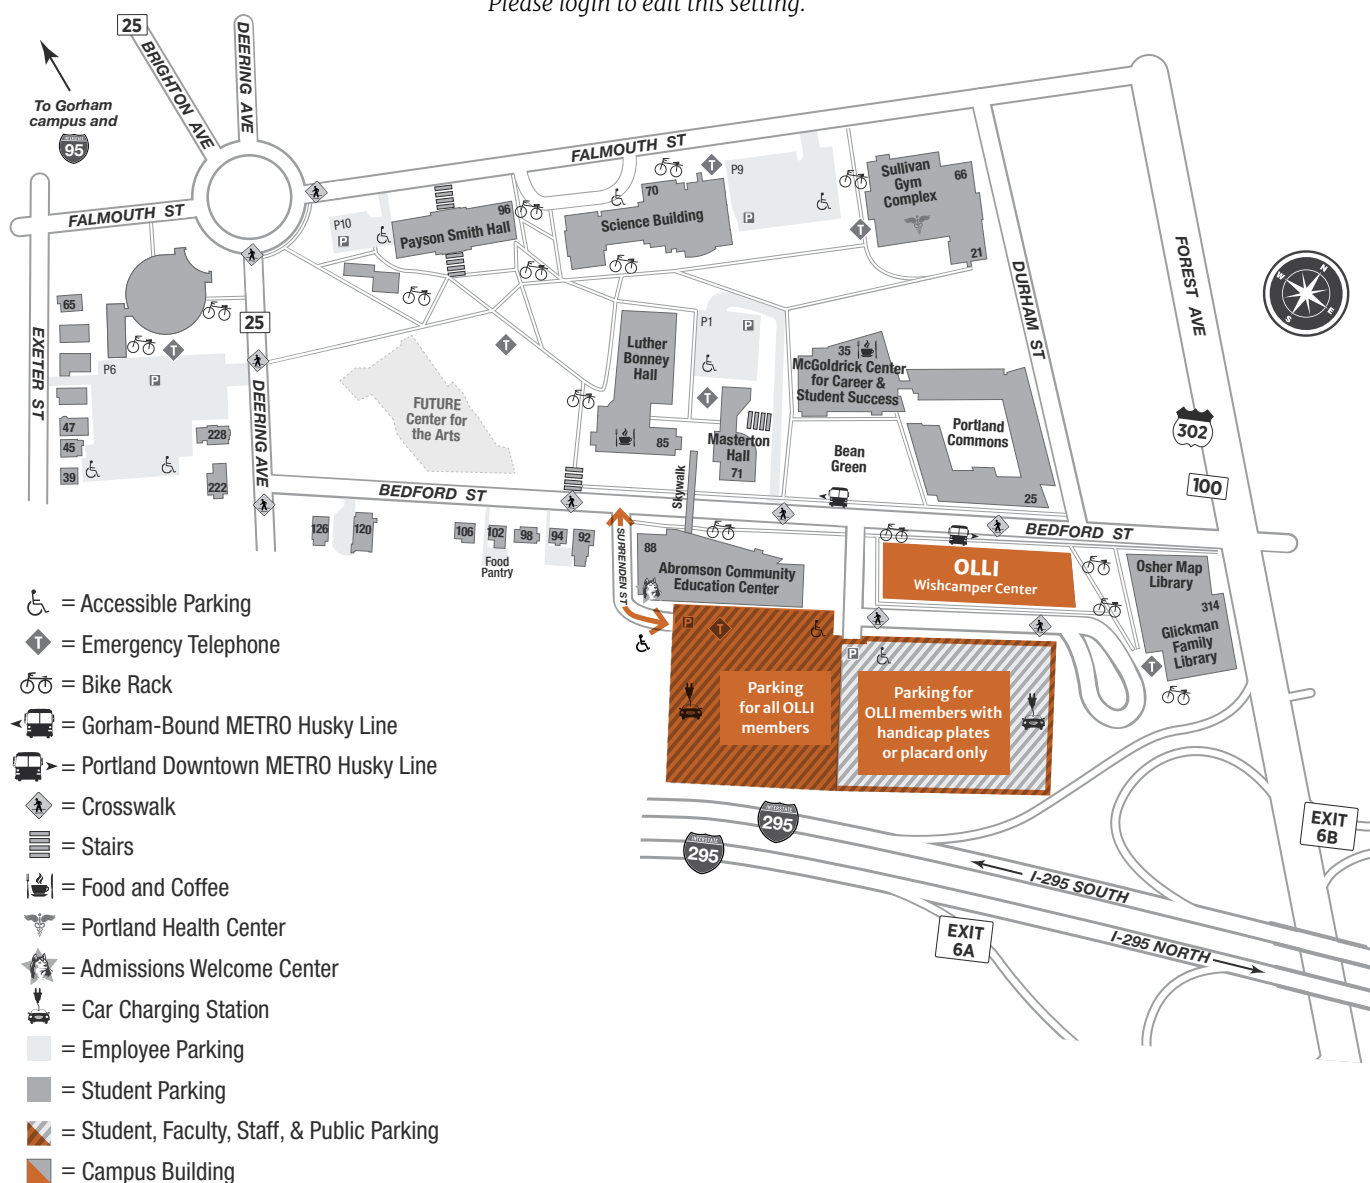 Please login to edit this setting.
25
BRIGHTON AVE
DEERING AVE
To Gorham
campus and
INTERSTATE
95
FALMOUTH ST
FALMOUTH ST
EXETER ST
25
DEERING AVE
P10
P
96
Payson Smith Hall
70
Science Building
T
P9
P
Sullivan
Gym
Complex
66
21
T
DURHAM ST
FOREST AVE
N
E
S
W
65
T
P6
P
47
45
39
228
222
T
FUTURE
Center for
the Arts
Luther
Bonney
Hall
85
P1
P
T
Masterton
Hall
71
35
McGoldrick Center
for Career &
Student Success
Portland
Commons
25
Bean
Green
302
100
Skywalk
BEDFORD ST
BEDFORD ST
126
120
106
102
98
94
92
Food
Pantry
SURRENDEN ST
88
Abromson Community
Education Center
OLLI
Wishcamper Center
Osher Map
Library
314
Glickman
Family
Library
T
P
T
P
Parking
for all OLLI
members
Parking for
OLLI members with
handicap plates
or placard only
INTERSTATE
295
INTERSTATE
295
I-295 SOUTH
I-295 NORTH
EXIT
6A
EXIT
6B
= Accessible Parking
T = Emergency Telephone
= Bike Rack
= Gorham-Bound METRO Husky Line
= Portland Downtown METRO Husky Line
= Crosswalk
= Stairs
= Food and Coffee
= Portland Health Center
= Admissions Welcome Center
= Car Charging Station
= Employee Parking
= Student Parking
= Student, Faculty, Staff, & Public Parking
= Campus Building